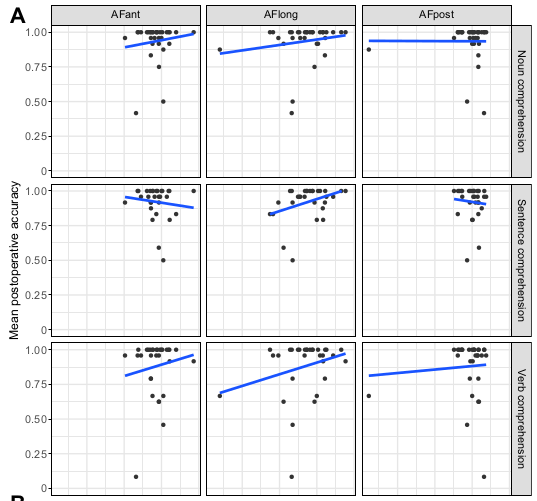 A
AFant AFlong AFpost
Mean postoperative accuracy
1.00
0.75
0.50
0.25
0
Noun comprehension
1.00
0.75
0.50
0.25
0
Sentence comprehension
1.00
0.75
0.50
0.25
0
Verb comprehension